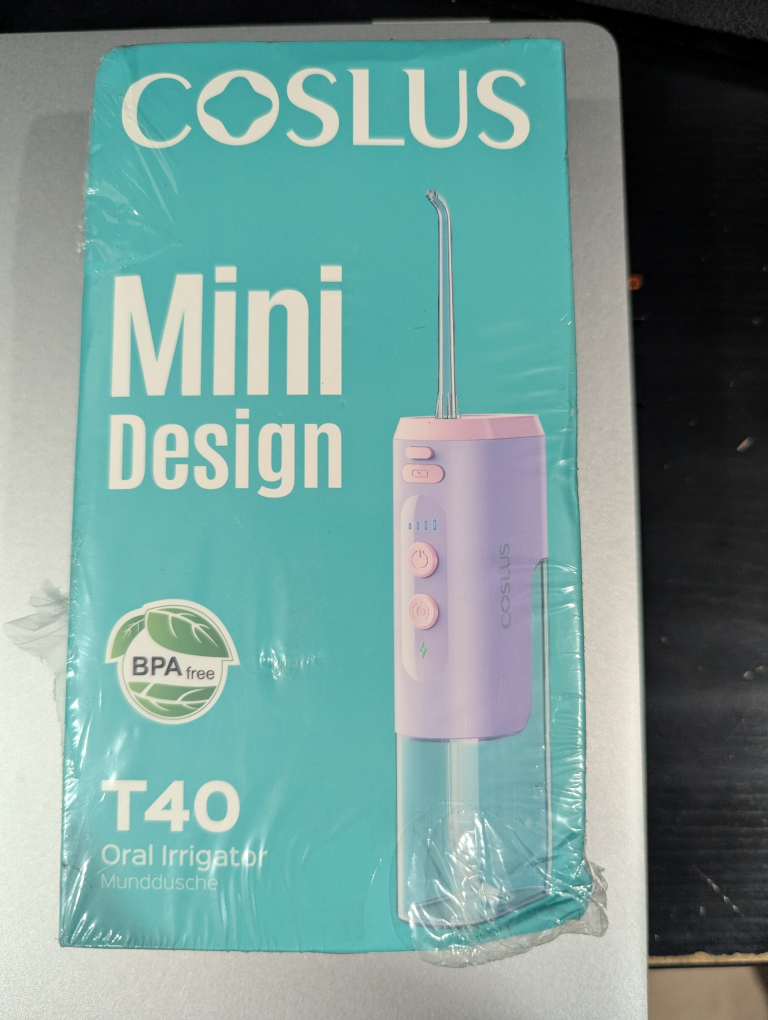 COSLUS
Mini
Design
COSLUS
BPA free
T40
Oral Irrigator
Munddusche